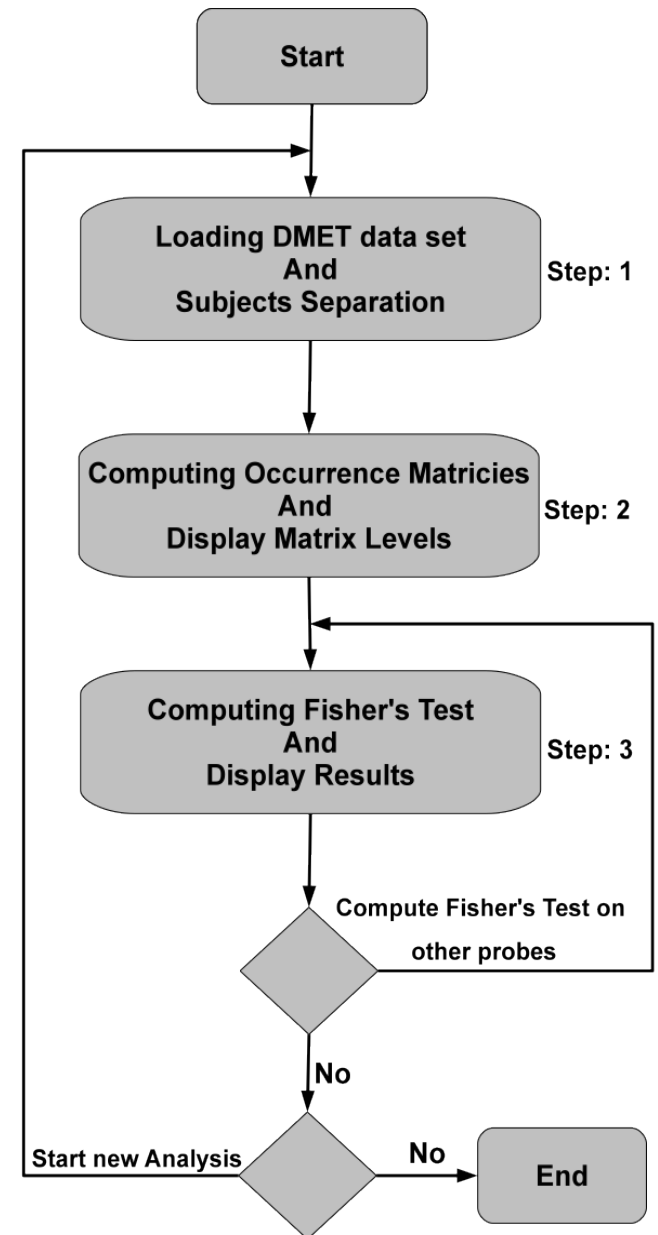 Start
Loading DMET data set
And
Subjects Separation
Step: 1
Computing Occurrence Matricies
And
Display Matrix Levels
Step: 2
Computing Fisher's Test
And
Display Results
Step: 3
Compute Fisher's Test on
other probes
No
Start new Analysis
No
End